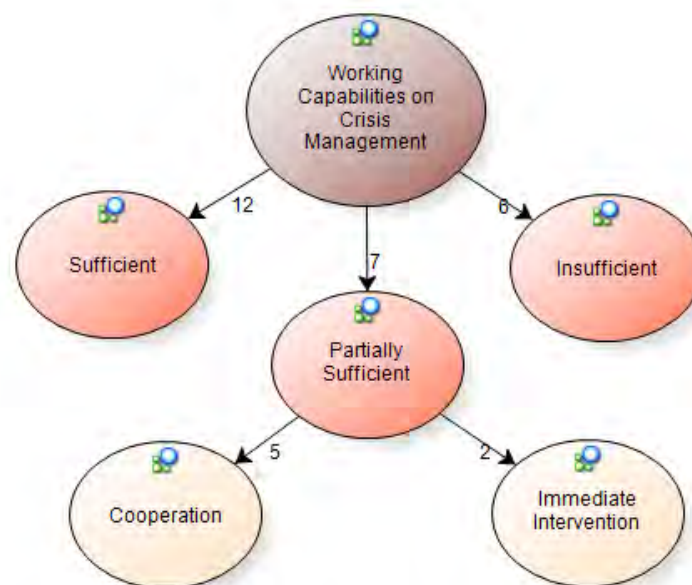 Working
Capabilities on
Crisis
Management
12
6
Sufficient
7
Insufficient
Partially
Sufficient
5
2
Cooperation
Immediate
Intervention